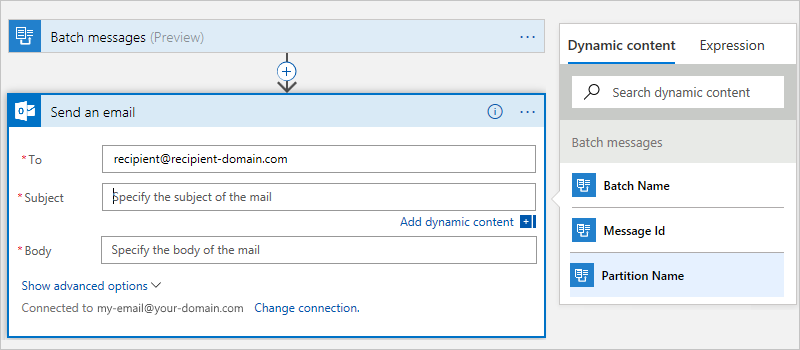 Batch messages (Preview)
Send an email
* To
recipient@recipient-domain.com
* Subject
Specify the subject of the mail
Add dynamic content
* Body
Specify the body of the mail
Show advanced options
Connected to my-email@your-domain.com Change connection.
Dynamic content Expression
Search dynamic content
Batch messages
Batch Name
Message Id
Partition Name